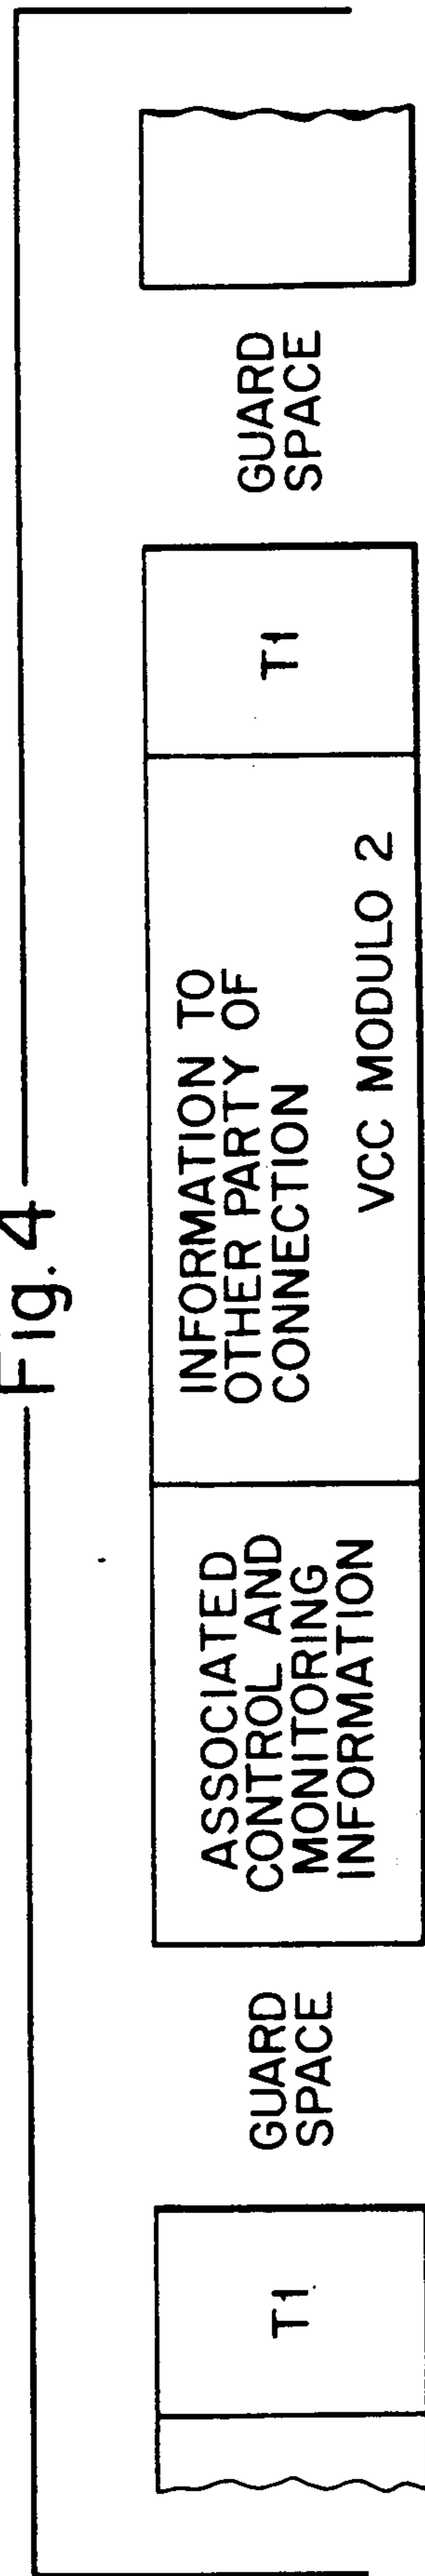 Fig. 4
T1
GUARD
SPACE
ASSOCIATED
CONTROL AND
MONITORING
INFORMATION
INFORMATION TO
OTHER PARTY OF
CONNECTION
VCC MODULO 2
T1
GUARD
SPACE